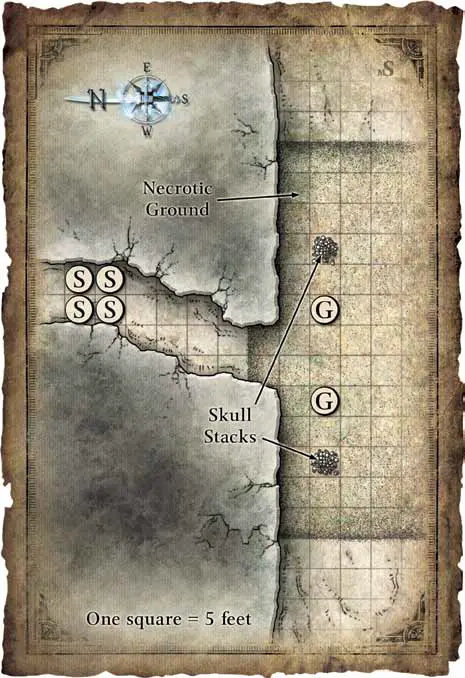 E
N
S
W
S
Necrotic
Ground
S S
S S
G
G
Skull
Stacks
One square = 5 feet